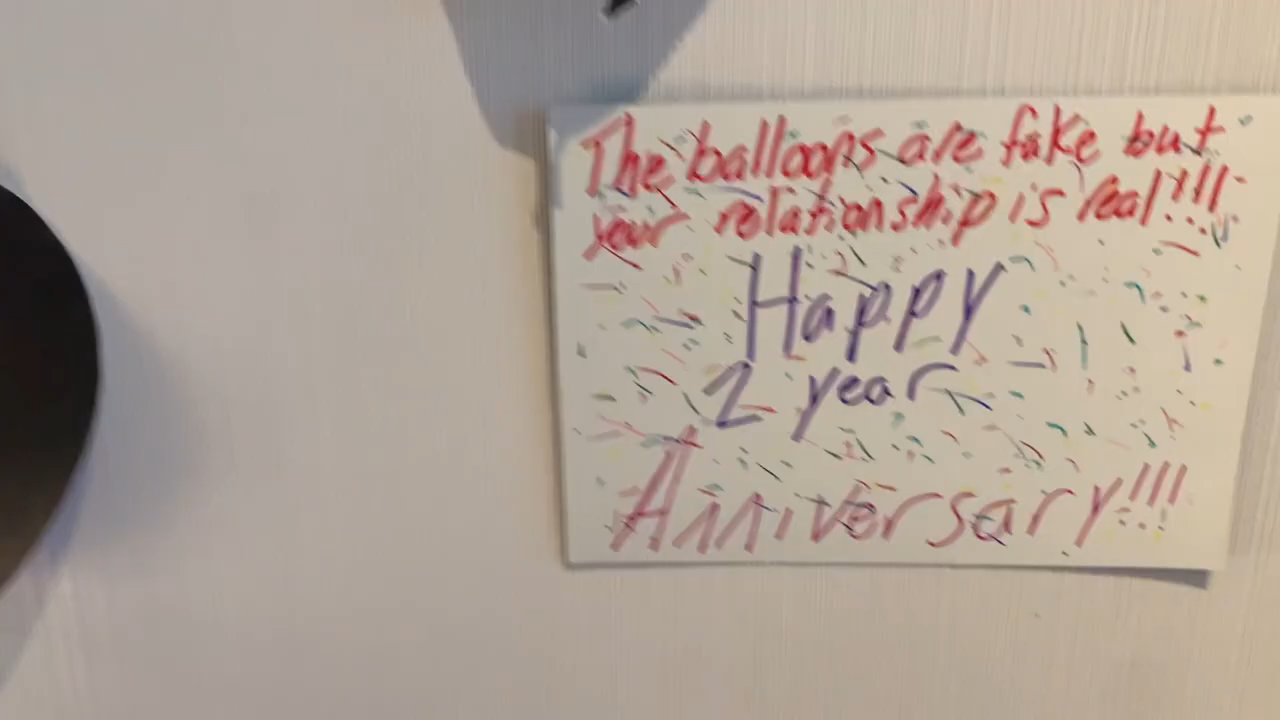 The balloons are fake but
your relationship is real!!!!
Happy
2 year
Anniversary!!!